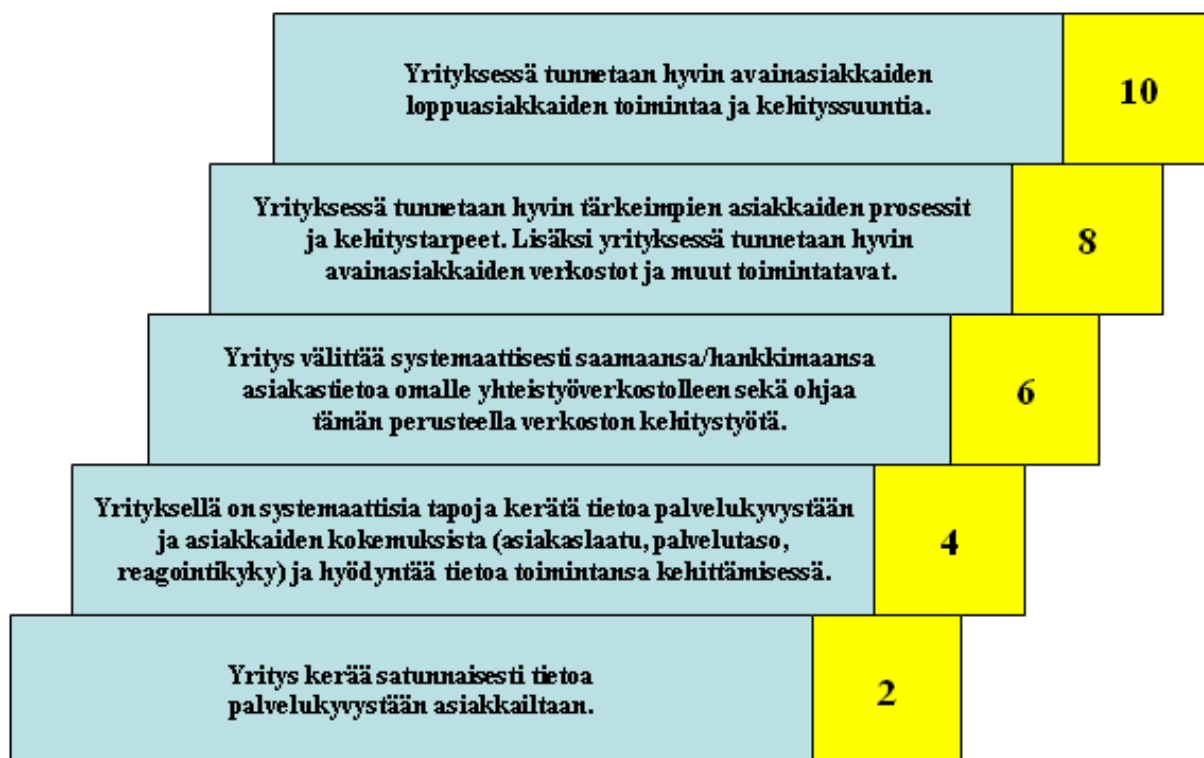 Yrityksessä tunnetaan hyvin avainasiakkaiden
loppuasiakkaiden toimintaa ja kehityssuuntia.
10
Yrityksessä tunnetaan hyvin tärkeimpien asiakkaiden prosessit
ja kehitystarpeet. Lisäksi yrityksessä tunnetaan hyvin
avainasiakkaiden verkostot ja muut toimintatavat.
8
Yritys välittää systemaattisesti saamaansa/hankkimaansa
asiakastietoa omalle yhteistyöverkostolleen sekä ohjaa
tämän perusteella verkoston kehitystyötä.
6
Yrityksellä on systemaattisia tapoja kerätä tietoa palvelukyvystään
ja asiakkaiden kokemuksista (asiakaslaatu, palvelutaso,
reagointikyky) ja hyödyntää tietoa toimintansa kehittämisessä.
4
Yritys kerää satunnaisesti tietoa
palvelukyvystään asiakkailtaan.
2